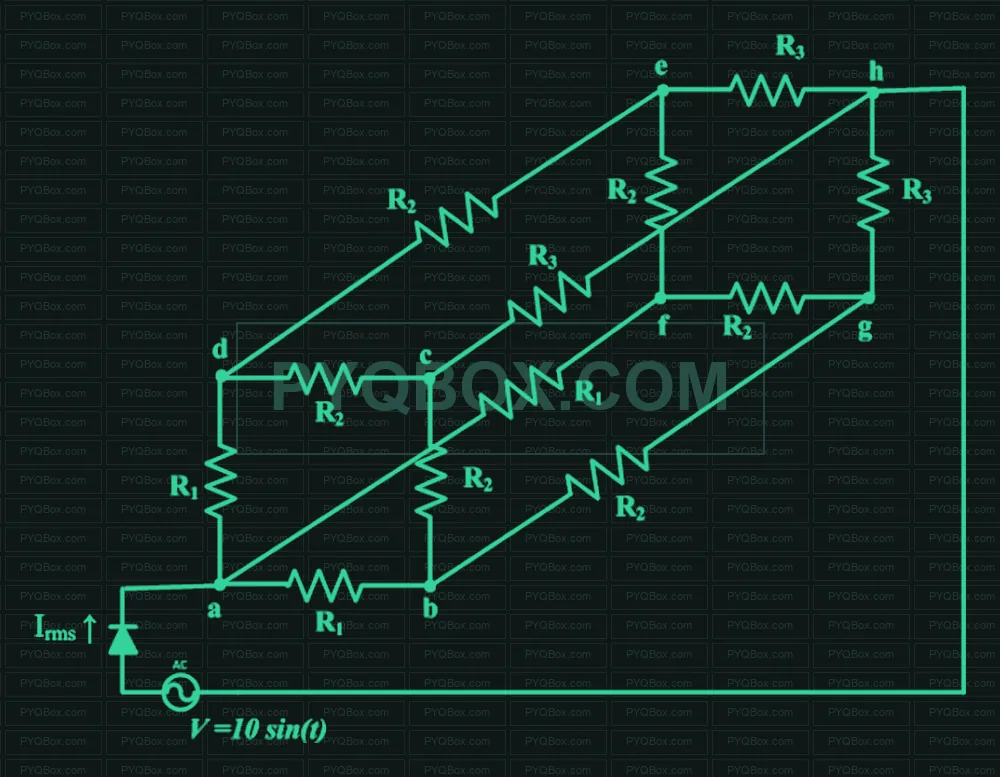 R₃
e
h
R₂
R₂
R₃
R₃
f
R₂
g
d
c
PYQBOX.COM
R₂
R₁
R₁
R₂
R₂
a
R₁
b
Iᵣₘₛ ↑
AC
V =10 sin(t)